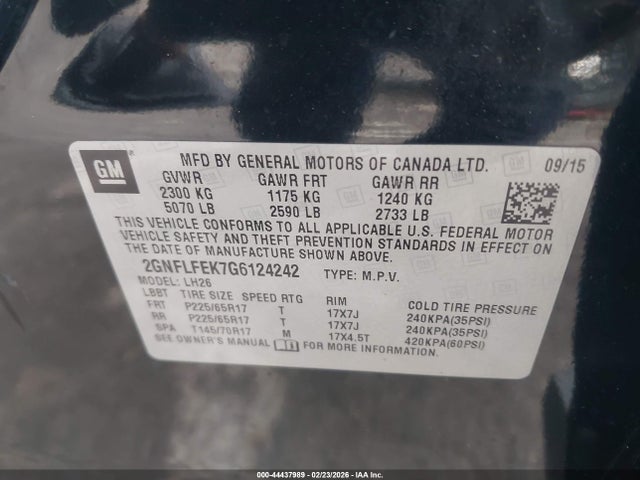 GM
MFD BY GENERAL MOTORS OF CANADA LTD. 09/15
GVWR GAWR FRT GAWR RR
2300 KG 1175 KG 1240 KG
5070 LB 2590 LB 2733 LB
THIS VEHICLE CONFORMS TO ALL APPLICABLE U.S. FEDERAL MOTOR
VEHICLE SAFETY AND THEFT PREVENTION STANDARDS IN EFFECT ON
THE DATE OF MANUFACTURE SHOWN ABOVE.
2GNFLFEK7G6124242 TYPE: M.P.V.
MODEL: LH26
LBBT TIRE SIZE SPEED RTG RIM COLD TIRE PRESSURE
FRT P225/65R17 T 17X7J 240KPA(35PSI)
RR P225/65R17 T 17X7J 240KPA(35PSI)
SPA T145/70R17 M 17X4.5T 420KPA(60PSI)
SEE OWNER'S MANUAL FOR MORE INFORMATION.
000-44437989 - 02/23/2026 - IAA Inc.